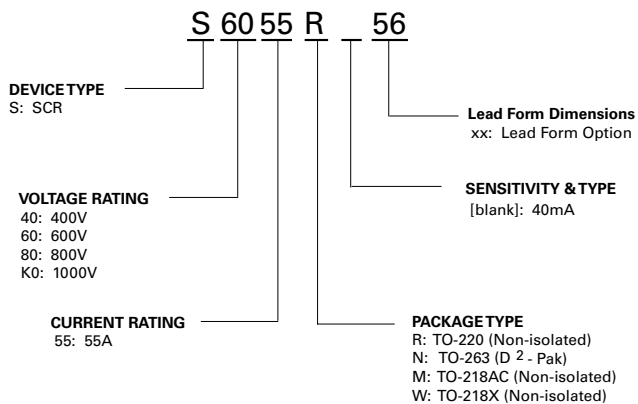 S 60 55 R _ 56
DEVICE TYPE
S: SCR
Lead Form Dimensions
xx: Lead Form Option
VOLTAGE RATING
40: 400V
60: 600V
80: 800V
K0: 1000V
SENSITIVITY & TYPE
[blank]: 40mA
CURRENT RATING
55: 55A
PACKAGE TYPE
R: TO-220 (Non-isolated)
N: TO-263 (D 2 - Pak)
M: TO-218AC (Non-isolated)
W: TO-218X (Non-isolated)